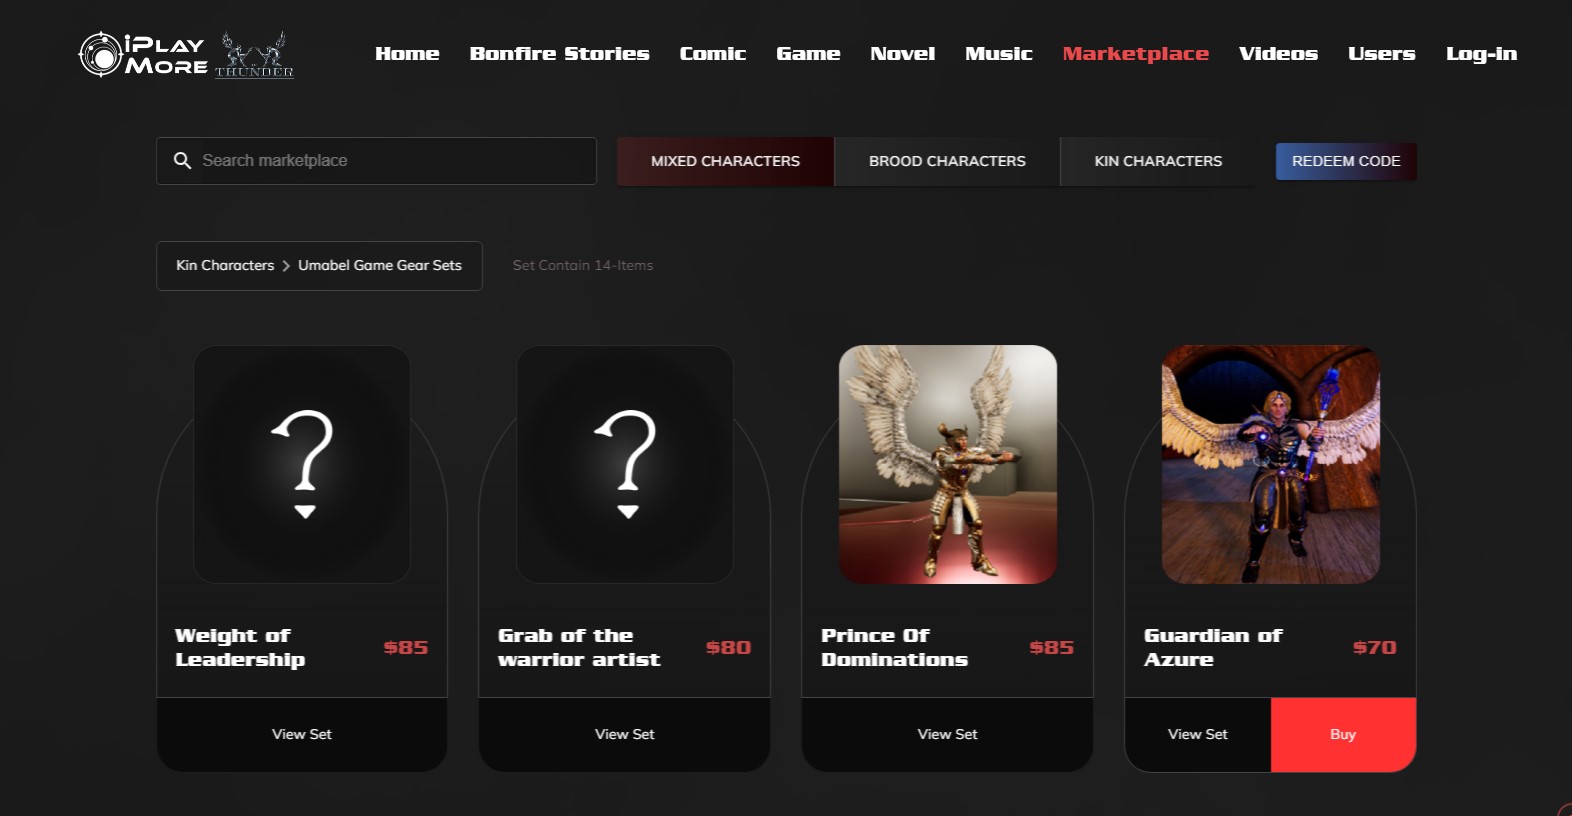 iPlay
More
THUNDER
Home
Bonfire Stories
Comic
Game
Novel
Music
Marketplace
Videos
Users
Log-in
Search marketplace
MIXED CHARACTERS
BROOD CHARACTERS
KIN CHARACTERS
REDEEM CODE
Kin Characters
Umabel Game Gear Sets
Set Contain 14-Items
?
?
Weight of
Leadership
$85
Grab of the
warrior artist
$80
Prince Of
Dominations
$85
Guardian of
Azure
$70
View Set
View Set
View Set
View Set
Buy